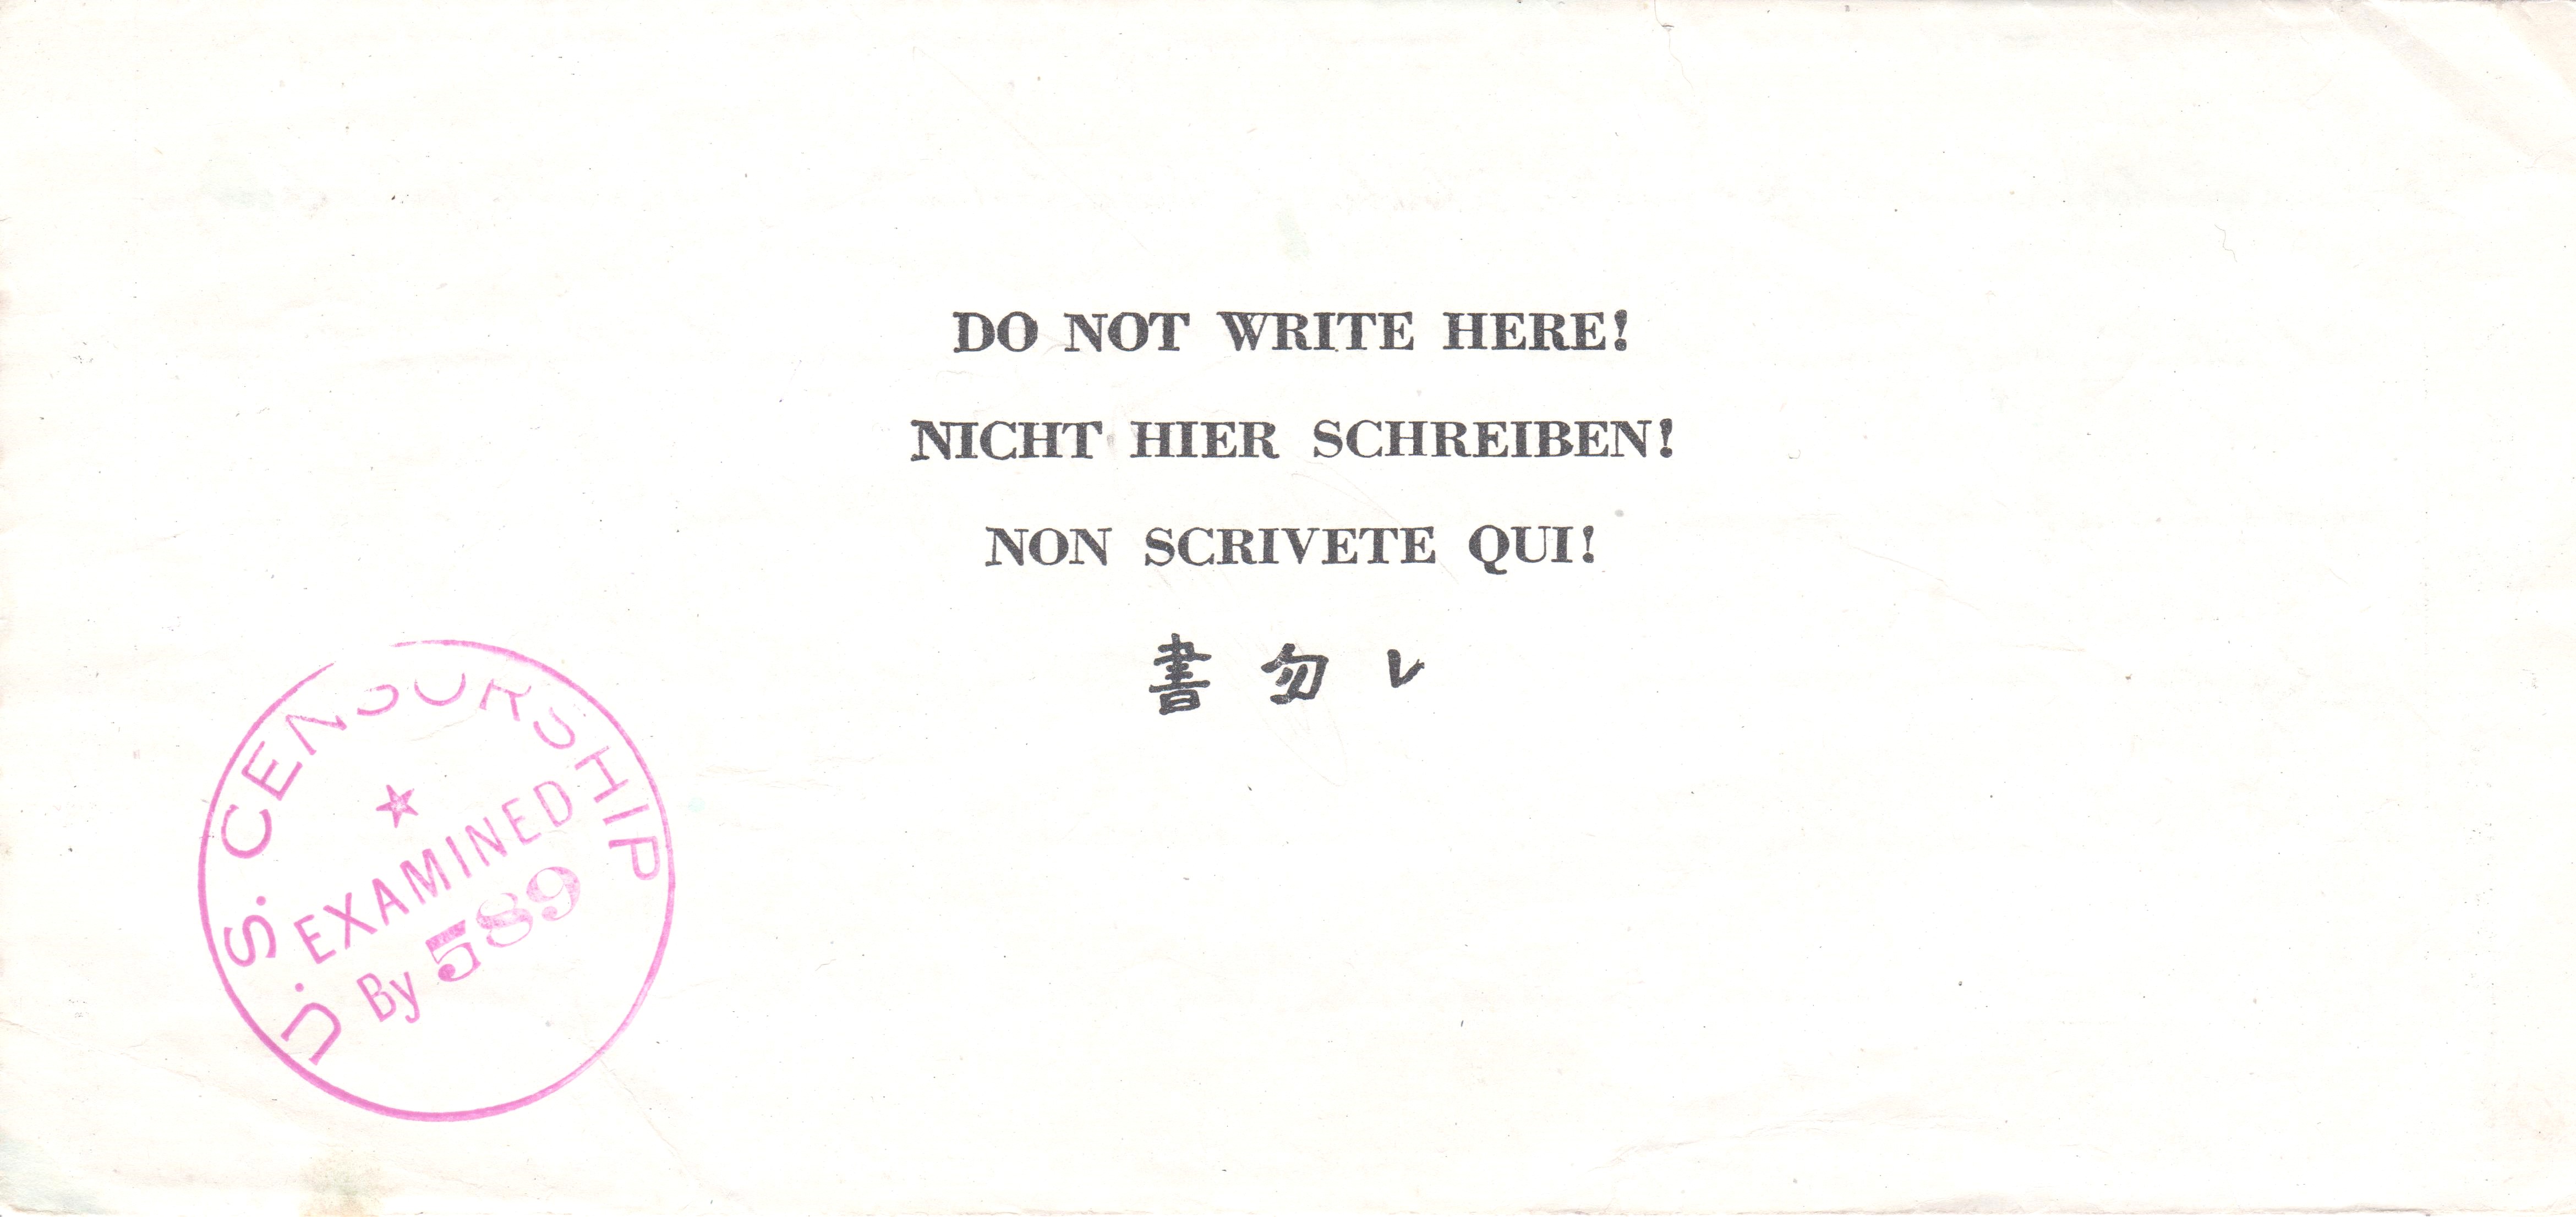 DO NOT WRITE HERE!
NICHT HIER SCHREIBEN!
NON SCRIVETE QUI!
書勿レ
U.S. CENSORSHIP
EXAMINED
By 589